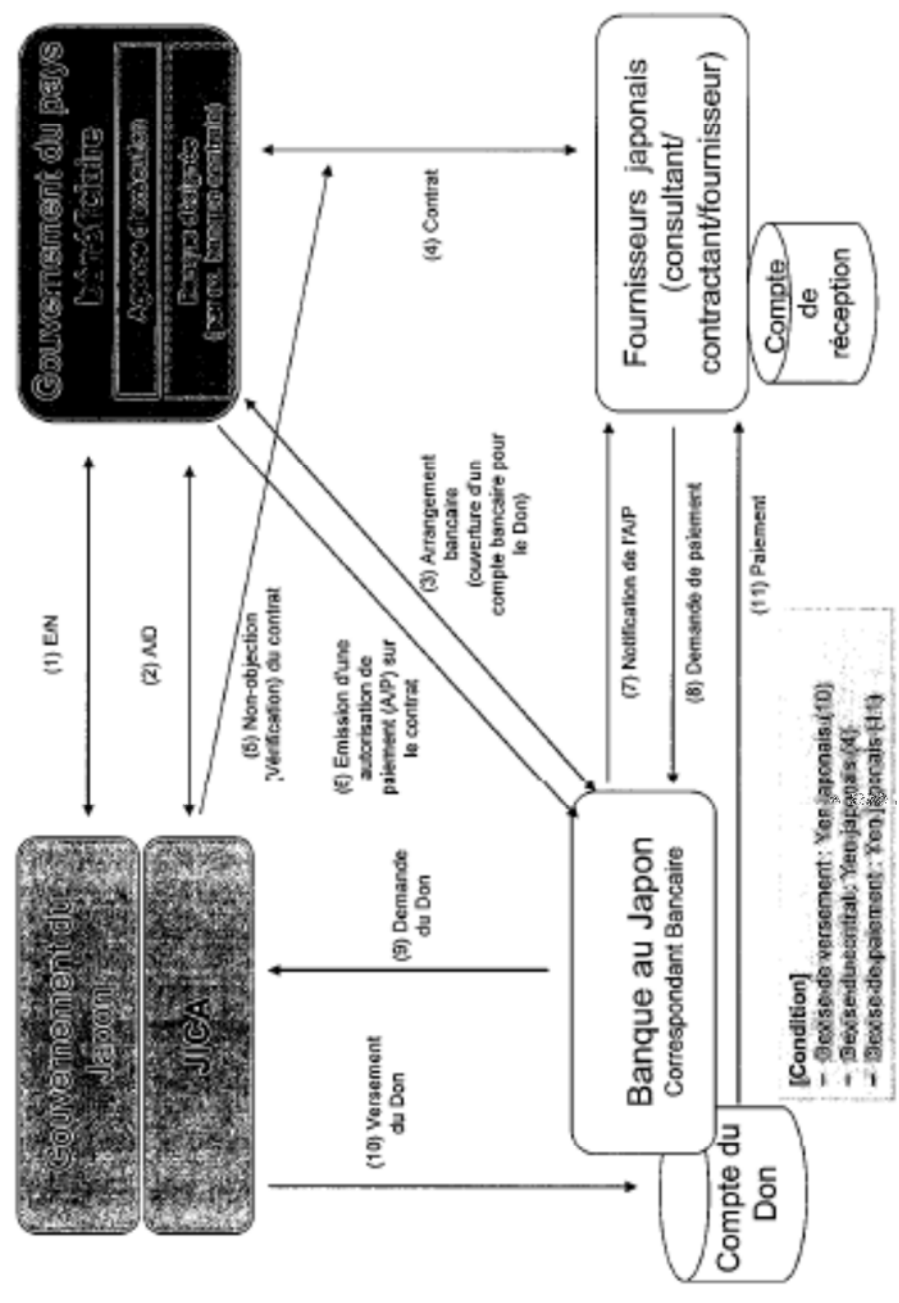 Gouvernement du
Japon
JICA
Gouvernement du pays
bénéficiaire
Agence d'exécution
Banque désignée
(1) E/N
(2) A/D
(5) Non-objection
(Vérification) du contrat
(6) Emission d'une
autorisation de
paiement (A/P) sur
le contrat
(3) Arrangement
bancaire
(ouverture d'un
compte bancaire pour
le Don)
(4) Contrat
(9) Demande
du Don
(10) Versement
du Don
Banque au Japon
Correspondant Bancaire
Compte du
Don
(7) Notification de l'A/P
(8) Demande de paiement
(11) Paiement
Fournisseurs japonais
(consultant/
contractant/fournisseur)
Compte
de
réception
[Condition]
– Devise de versement : Yen japonais (10)
– Devise du contrat : Yen japonais (4)
– Devise de paiement : Yen japonais (11)